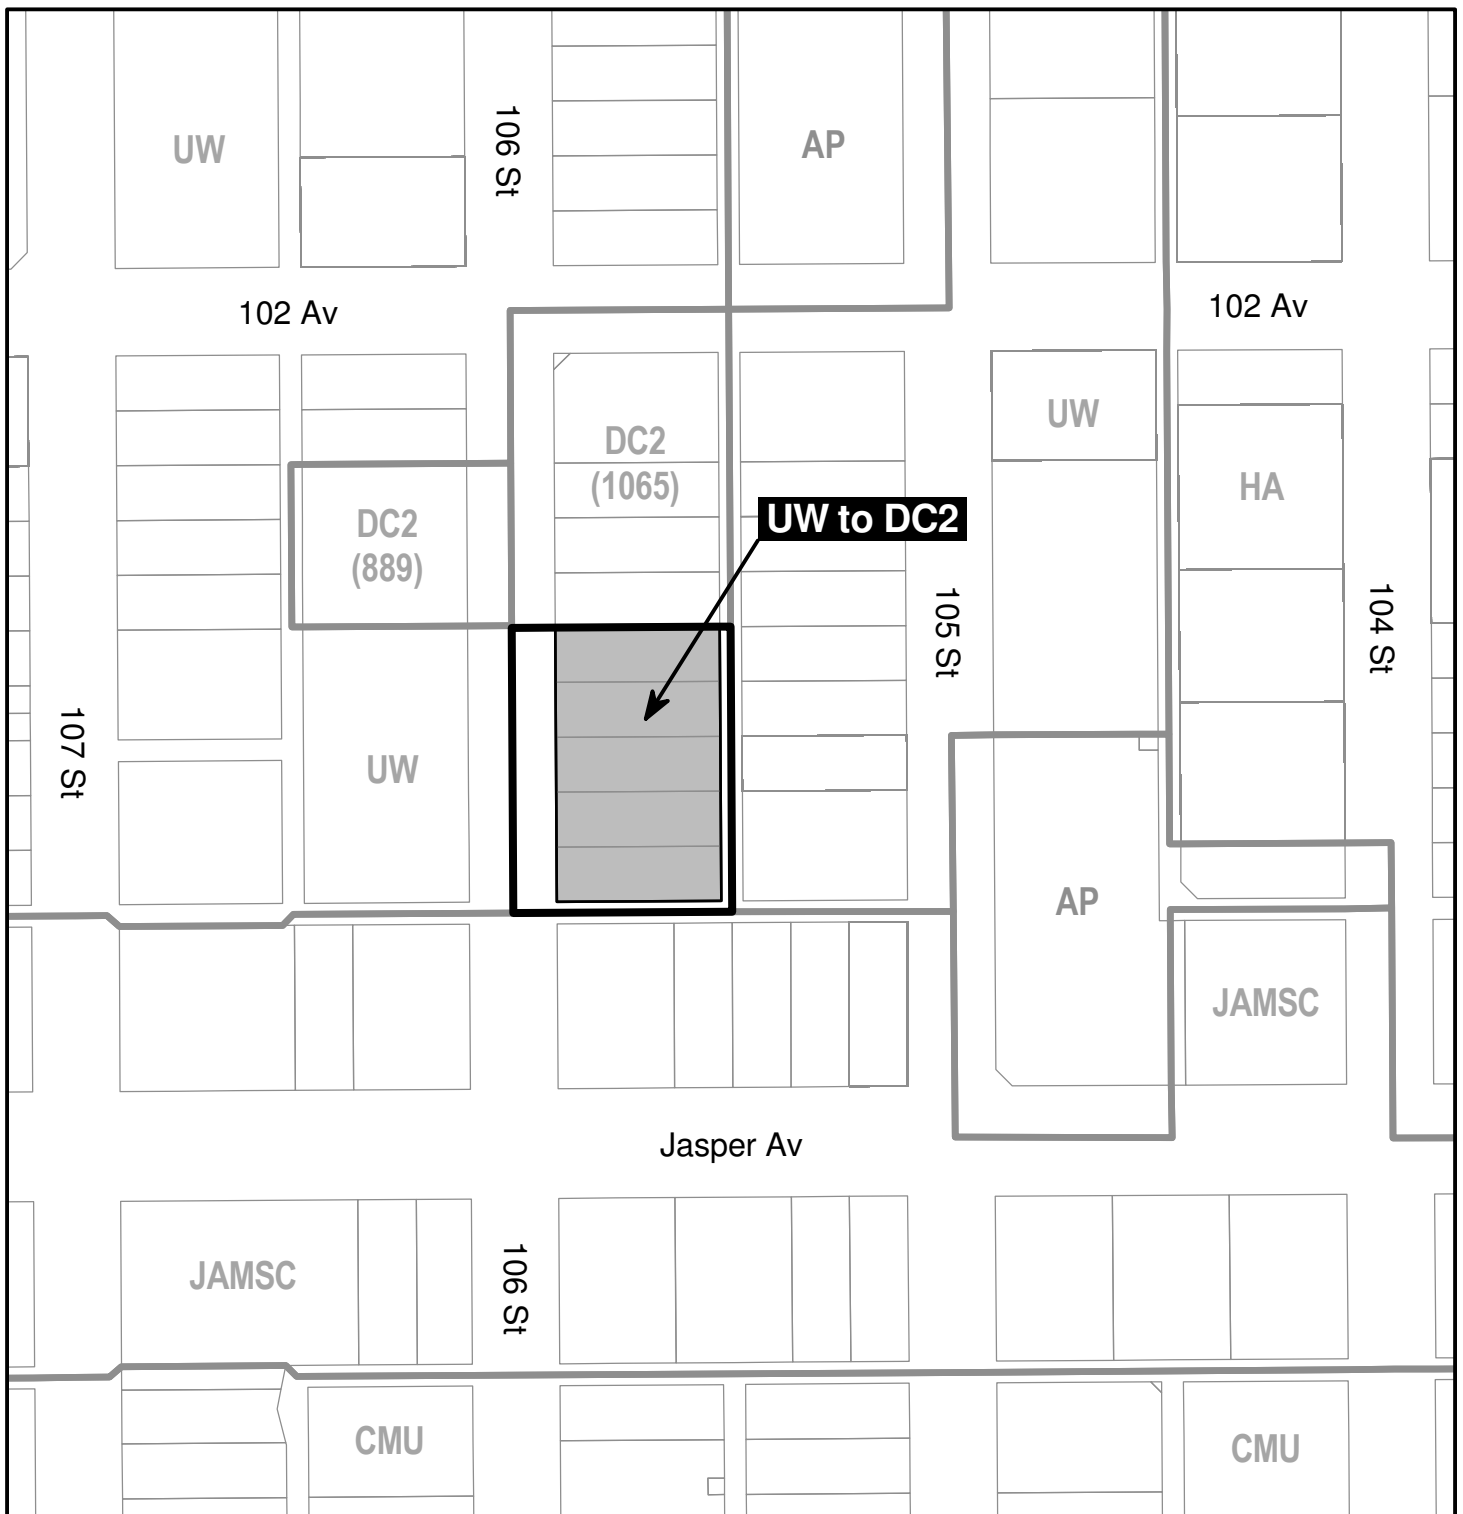 UW
106 St
AP
102 Av
102 Av
DC2
(1065)
UW
HA
DC2
(889)
UW to DC2
105 St
104 St
107 St
UW
AP
JAMSC
Jasper Av
JAMSC
106 St
CMU
CMU